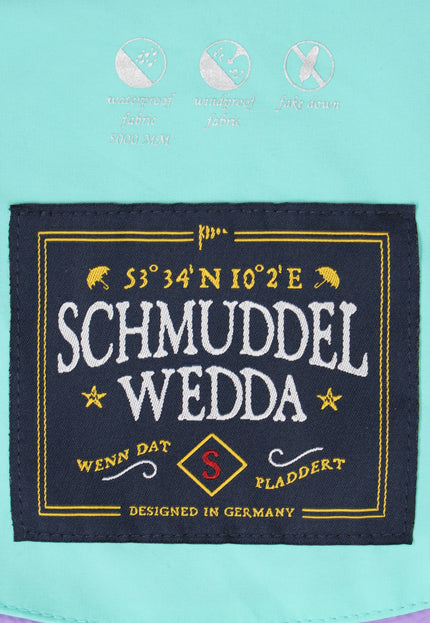 waterproof fabric 5000 MM
windproof fabric
fake down
53° 34' N 10° 2' E
SCHMUDDEL
WEDDA
WENN DAT
S
PLADDERT
DESIGNED IN GERMANY